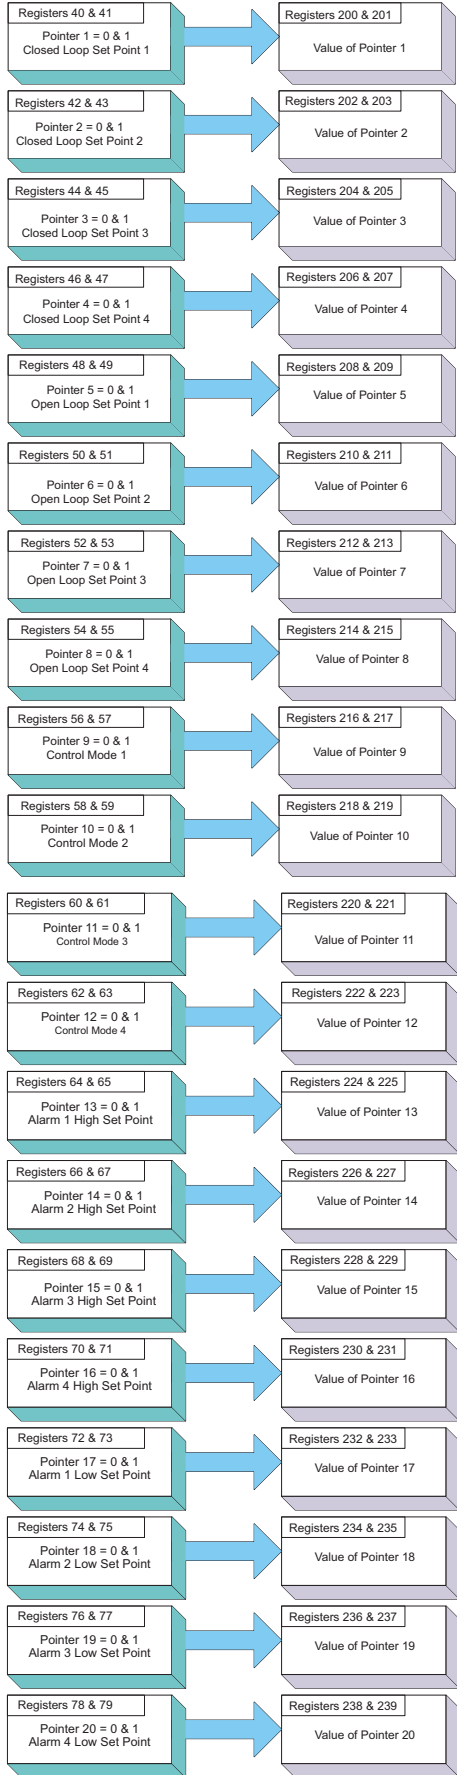 Registers 40 & 41
Pointer 1 = 0 & 1
Closed Loop Set Point 1
Registers 200 & 201
Value of Pointer 1
Registers 42 & 43
Pointer 2 = 0 & 1
Closed Loop Set Point 2
Registers 202 & 203
Value of Pointer 2
Registers 44 & 45
Pointer 3 = 0 & 1
Closed Loop Set Point 3
Registers 204 & 205
Value of Pointer 3
Registers 46 & 47
Pointer 4 = 0 & 1
Closed Loop Set Point 4
Registers 206 & 207
Value of Pointer 4
Registers 48 & 49
Pointer 5 = 0 & 1
Open Loop Set Point 1
Registers 208 & 209
Value of Pointer 5
Registers 50 & 51
Pointer 6 = 0 & 1
Open Loop Set Point 2
Registers 210 & 211
Value of Pointer 6
Registers 52 & 53
Pointer 7 = 0 & 1
Open Loop Set Point 3
Registers 212 & 213
Value of Pointer 7
Registers 54 & 55
Pointer 8 = 0 & 1
Open Loop Set Point 4
Registers 214 & 215
Value of Pointer 8
Registers 56 & 57
Pointer 9 = 0 & 1
Control Mode 1
Registers 216 & 217
Value of Pointer 9
Registers 58 & 59
Pointer 10 = 0 & 1
Control Mode 2
Registers 218 & 219
Value of Pointer 10
Registers 60 & 61
Pointer 11 = 0 & 1
Control Mode 3
Registers 220 & 221
Value of Pointer 11
Registers 62 & 63
Pointer 12 = 0 & 1
Control Mode 4
Registers 222 & 223
Value of Pointer 12
Registers 64 & 65
Pointer 13 = 0 & 1
Alarm 1 High Set Point
Registers 224 & 225
Value of Pointer 13
Registers 66 & 67
Pointer 14 = 0 & 1
Alarm 2 High Set Point
Registers 226 & 227
Value of Pointer 14
Registers 68 & 69
Pointer 15 = 0 & 1
Alarm 3 High Set Point
Registers 228 & 229
Value of Pointer 15
Registers 70 & 71
Pointer 16 = 0 & 1
Alarm 4 High Set Point
Registers 230 & 231
Value of Pointer 16
Registers 72 & 73
Pointer 17 = 0 & 1
Alarm 1 Low Set Point
Registers 232 & 233
Value of Pointer 17
Registers 74 & 75
Pointer 18 = 0 & 1
Alarm 2 Low Set Point
Registers 234 & 235
Value of Pointer 18
Registers 76 & 77
Pointer 19 = 0 & 1
Alarm 3 Low Set Point
Registers 236 & 237
Value of Pointer 19
Registers 78 & 79
Pointer 20 = 0 & 1
Alarm 4 Low Set Point
Registers 238 & 239
Value of Pointer 20